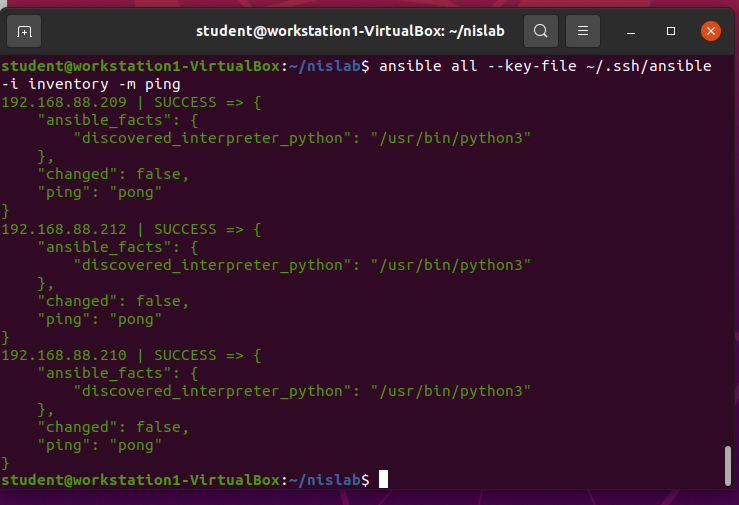 student@workstation1-VirtualBox: ~/nislab
student@workstation1-VirtualBox:~/nislab$ ansible all --key-file ~/.ssh/ansible
-i inventory -m ping
192.168.88.209 | SUCCESS => {
    "ansible_facts": {
        "discovered_interpreter_python": "/usr/bin/python3"
    },
    "changed": false,
    "ping": "pong"
}
192.168.88.212 | SUCCESS => {
    "ansible_facts": {
        "discovered_interpreter_python": "/usr/bin/python3"
    },
    "changed": false,
    "ping": "pong"
}
192.168.88.210 | SUCCESS => {
    "ansible_facts": {
        "discovered_interpreter_python": "/usr/bin/python3"
    },
    "changed": false,
    "ping": "pong"
}
student@workstation1-VirtualBox:~/nislab$